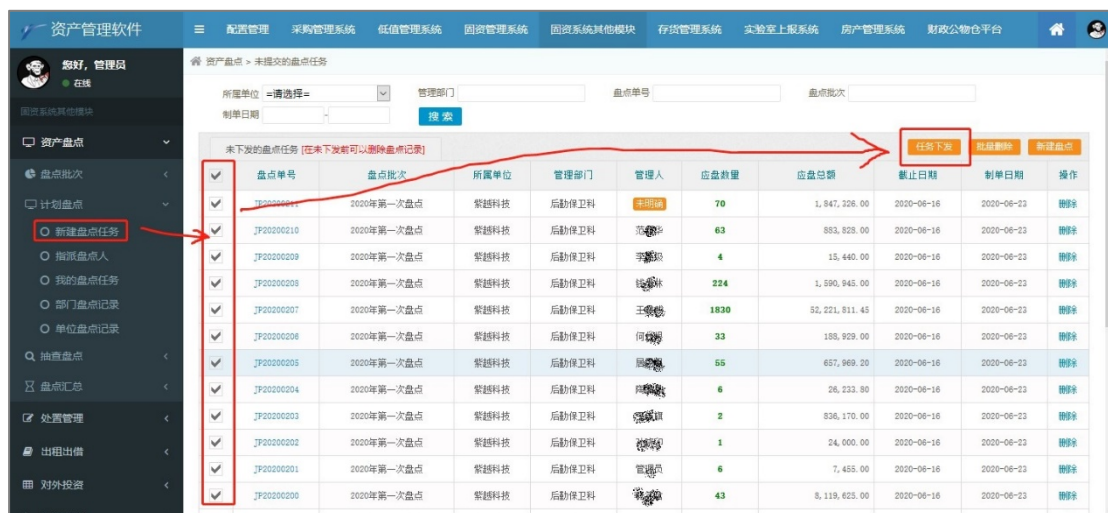 资产管理软件
配置管理 采购管理系统 低值管理系统 固资管理系统 固资系统其他模块 存货管理系统 实验室上报系统 房产管理系统 财政公物仓平台
您好，管理员
在线
固资系统其他模块
资产盘点
盘点批次
计划盘点
新建盘点任务
指派盘点人
我的盘点任务
部门盘点记录
单位盘点记录
抽查盘点
盘点汇总
处置管理
出租出借
对外投资
资产盘点 > 未提交的盘点任务
所属单位 =请选择= 管理部门 盘点单号 盘点批次
制单日期 - 搜索
未下发的盘点任务 [在未下发前可以删除盘点记录] 任务下发 批量删除 新建盘点
盘点单号 盘点批次 所属单位 管理部门 管理人 应盘数量 应盘总额 截止日期 制单日期 操作
JP20200211 2020年第一次盘点 紫越科技 后勤保卫科 未明确 70 1,847,326.00 2020-06-16 2020-06-23 删除
JP20200210 2020年第一次盘点 紫越科技 后勤保卫科 63 883,828.00 2020-06-16 2020-06-23 删除
JP20200209 2020年第一次盘点 紫越科技 后勤保卫科 4 15,440.00 2020-06-16 2020-06-23 删除
JP20200208 2020年第一次盘点 紫越科技 后勤保卫科 224 1,590,945.00 2020-06-16 2020-06-23 删除
JP20200207 2020年第一次盘点 紫越科技 后勤保卫科 1830 52,221,811.45 2020-06-16 2020-06-23 删除
JP20200206 2020年第一次盘点 紫越科技 后勤保卫科 33 188,929.00 2020-06-16 2020-06-23 删除
JP20200205 2020年第一次盘点 紫越科技 后勤保卫科 55 657,969.20 2020-06-16 2020-06-23 删除
JP20200204 2020年第一次盘点 紫越科技 后勤保卫科 6 26,233.80 2020-06-16 2020-06-23 删除
JP20200203 2020年第一次盘点 紫越科技 后勤保卫科 2 836,170.00 2020-06-16 2020-06-23 删除
JP20200202 2020年第一次盘点 紫越科技 后勤保卫科 1 24,000.00 2020-06-16 2020-06-23 删除
JP20200201 2020年第一次盘点 紫越科技 后勤保卫科 管理员 6 7,455.00 2020-06-16 2020-06-23 删除
JP20200200 2020年第一次盘点 紫越科技 后勤保卫科 43 8,119,625.00 2020-06-16 2020-06-23 删除